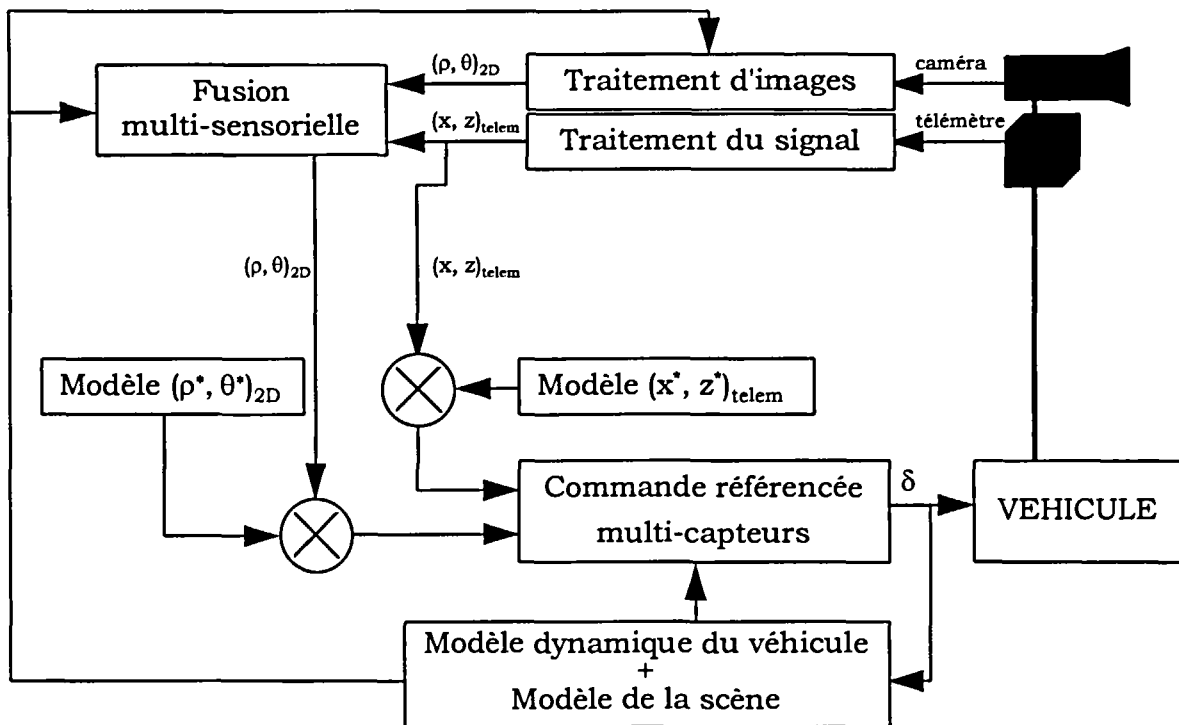 (ρ, θ)2D
Traitement d'images
caméra
Fusion
multi-sensorielle
(x, z)telem
Traitement du signal
télémètre
(ρ, θ)2D
(x, z)telem
Modèle (ρ*, θ*)2D
Modèle (x*, z*)telem
Commande référencée
multi-capteurs
δ
VEHICULE
Modèle dynamique du véhicule
+
Modèle de la scène